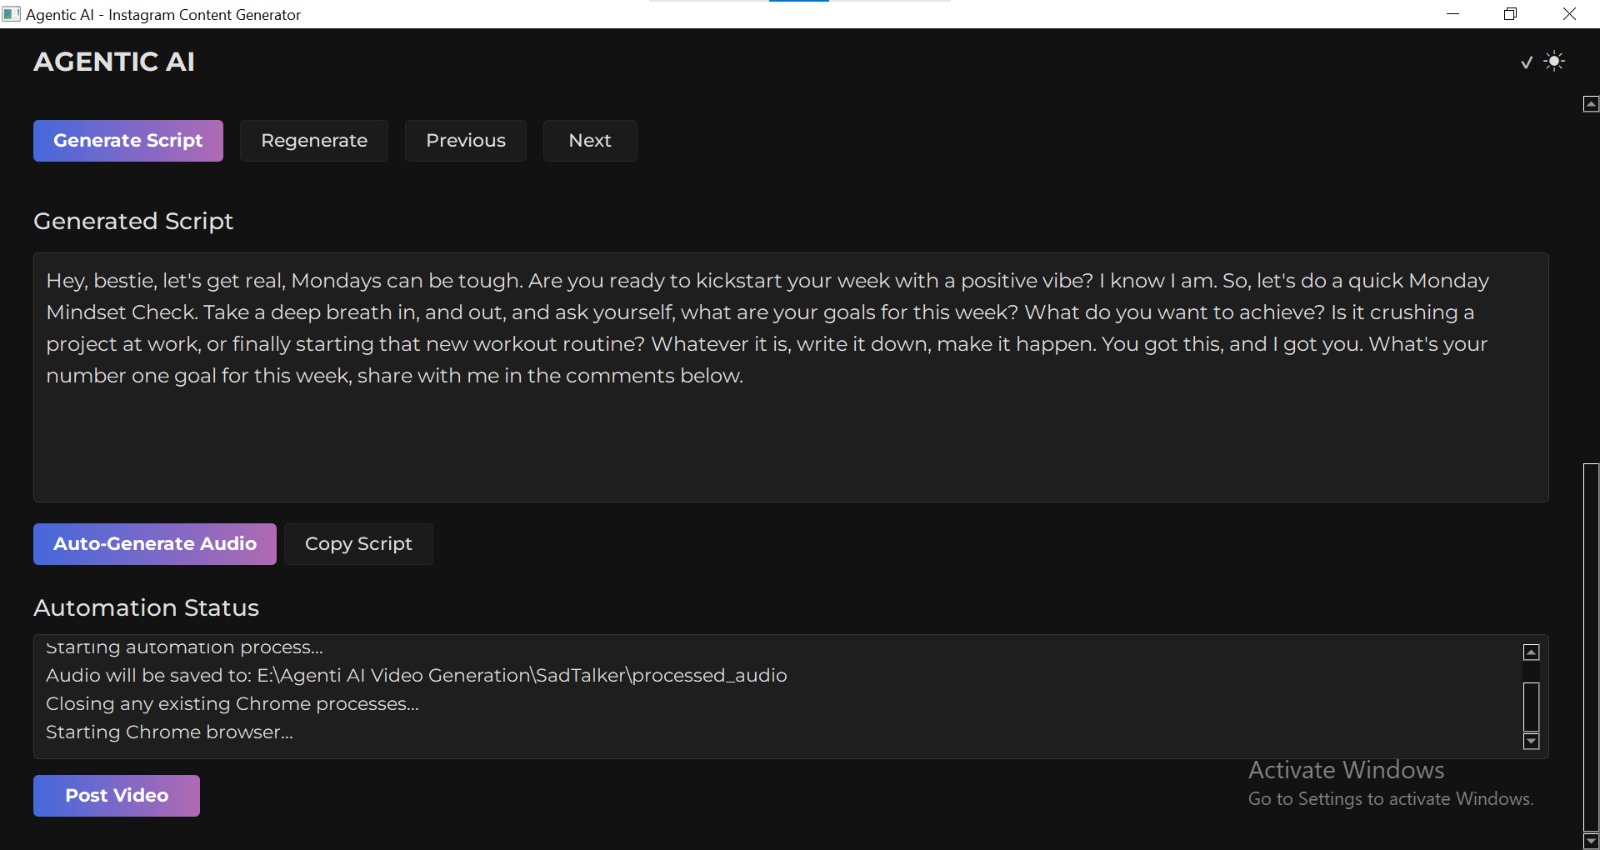 Agentic AI - Instagram Content Generator
AGENTIC AI
Generate Script
Regenerate
Previous
Next
Generated Script
Hey, bestie, let's get real, Mondays can be tough. Are you ready to kickstart your week with a positive vibe? I know I am. So, let's do a quick Monday
Mindset Check. Take a deep breath in, and out, and ask yourself, what are your goals for this week? What do you want to achieve? Is it crushing a
project at work, or finally starting that new workout routine? Whatever it is, write it down, make it happen. You got this, and I got you. What's your
number one goal for this week, share with me in the comments below.
Auto-Generate Audio
Copy Script
Automation Status
Starting automation process...
Audio will be saved to: E:\Agenti AI Video Generation\SadTalker\processed_audio
Closing any existing Chrome processes...
Starting Chrome browser...
Activate Windows
Go to Settings to activate Windows.
Post Video